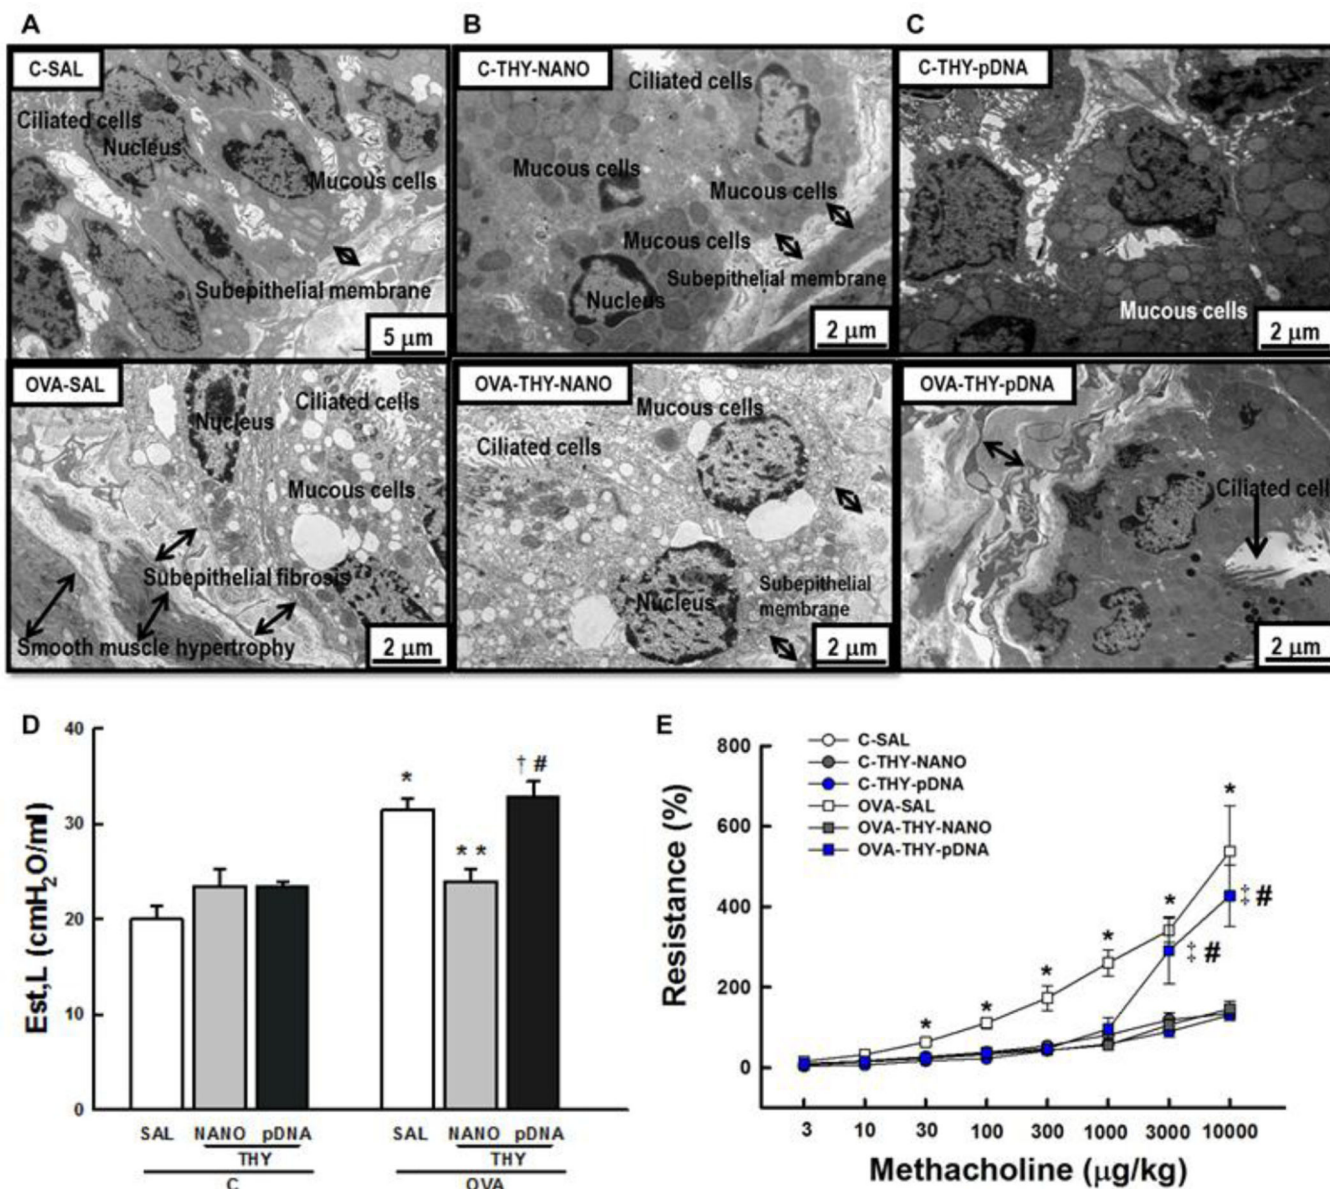 A
B
C
C-SAL
Ciliated cells
Nucleus
Mucous cells
Subepithelial membrane
5 µm
C-THY-NANO
Ciliated cells
Mucous cells
Mucous cells
Mucous cells
Subepithelial membrane
Nucleus
2 µm
C-THY-pDNA
Mucous cells
2 µm
OVA-SAL
Ciliated cells
Nucleus
Mucous cells
Subepithelial fibrosis
Smooth muscle hypertrophy
2 µm
OVA-THY-NANO
Mucous cells
Ciliated cells
Subepithelial
membrane
Nucleus
2 µm
OVA-THY-pDNA
Ciliated cell
2 µm
D
Est,L (cmH2O/ml)
40
30
20
10
0
*
* *
† #
SAL NANO pDNA SAL NANO pDNA
THY THY
C OVA
E
Resistance (%)
800
600
400
200
0
C-SAL
C-THY-NANO
C-THY-pDNA
OVA-SAL
OVA-THY-NANO
OVA-THY-pDNA
* * * * * *
‡ #
‡ #
3 10 30 100 300 1000 3000 10000
Methacholine (µg/kg)